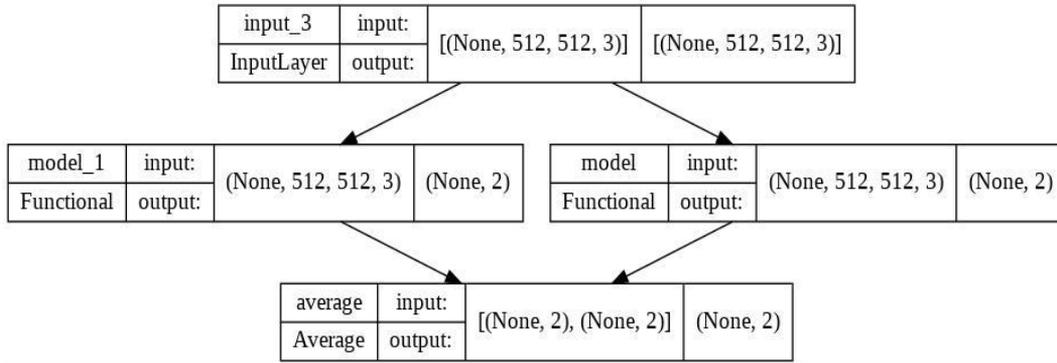 input_3 input: [(None, 512, 512, 3)] [(None, 512, 512, 3)]
InputLayer output:
model_1 input: (None, 512, 512, 3) (None, 2)
Functional output:
model input: (None, 512, 512, 3) (None, 2)
Functional output:
average input: [(None, 2), (None, 2)] (None, 2)
Average output: